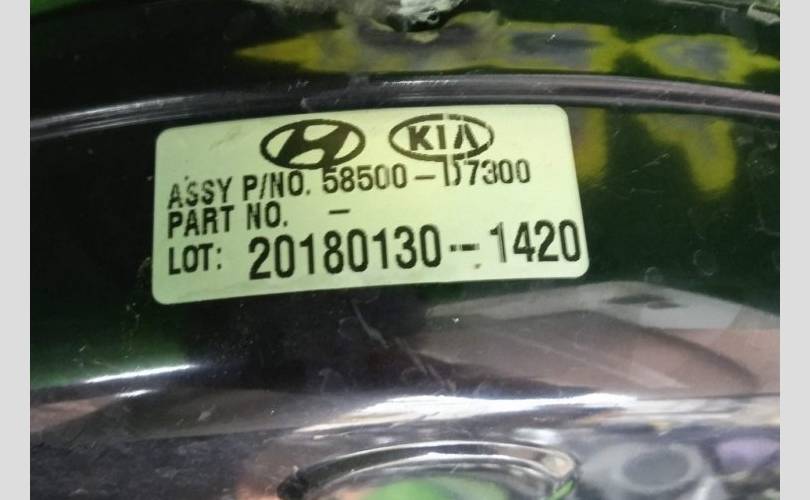 KIA
ASSY P/NO. 58500-D7300
PART NO. -
LOT: 20180130--1420